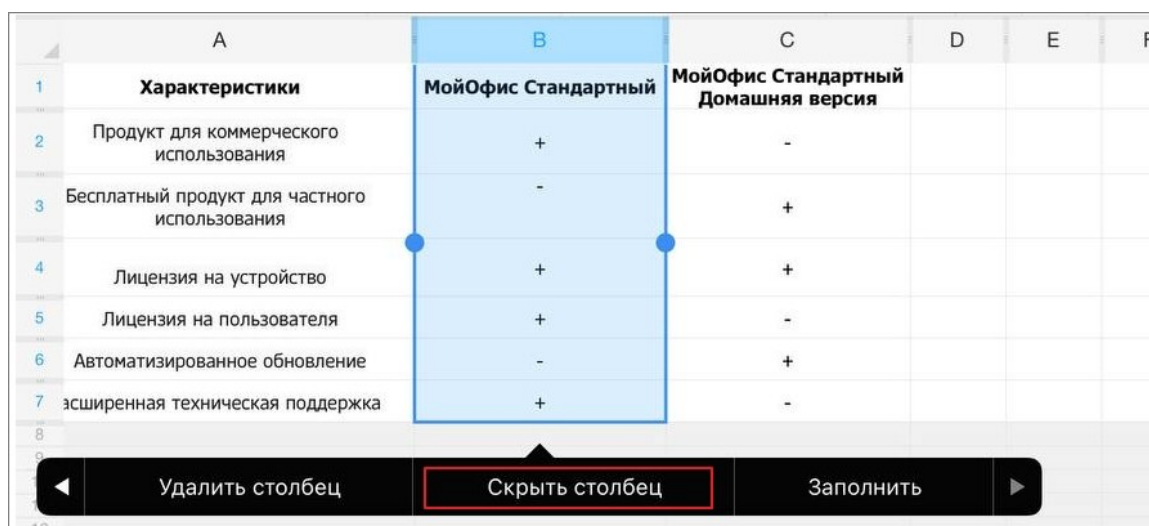 A B C D E
1 Характеристики МойОфис Стандартный МойОфис Стандартный
Домашняя версия
2 Продукт для коммерческого
использования + -
3 Бесплатный продукт для частного
использования - +
4 Лицензия на устройство + +
5 Лицензия на пользователя + -
6 Автоматизированное обновление - +
7 асширенная техническая поддержка + -
8
Удалить столбец Скрыть столбец Заполнить